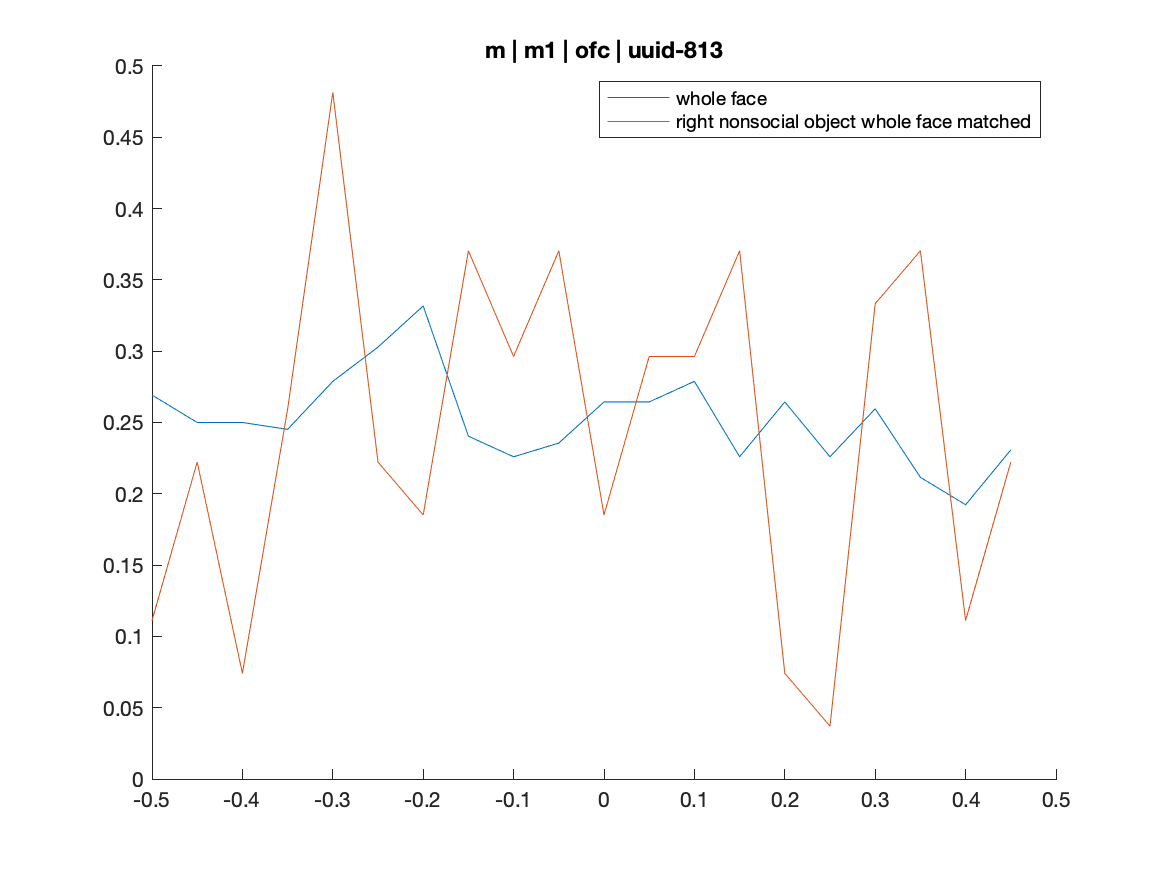 m | m1 | ofc | uuid-813
whole face
right nonsocial object whole face matched
0.5
0.45
0.4
0.35
0.3
0.25
0.2
0.15
0.1
0.05
0
-0.5 -0.4 -0.3 -0.2 -0.1 0 0.1 0.2 0.3 0.4 0.5